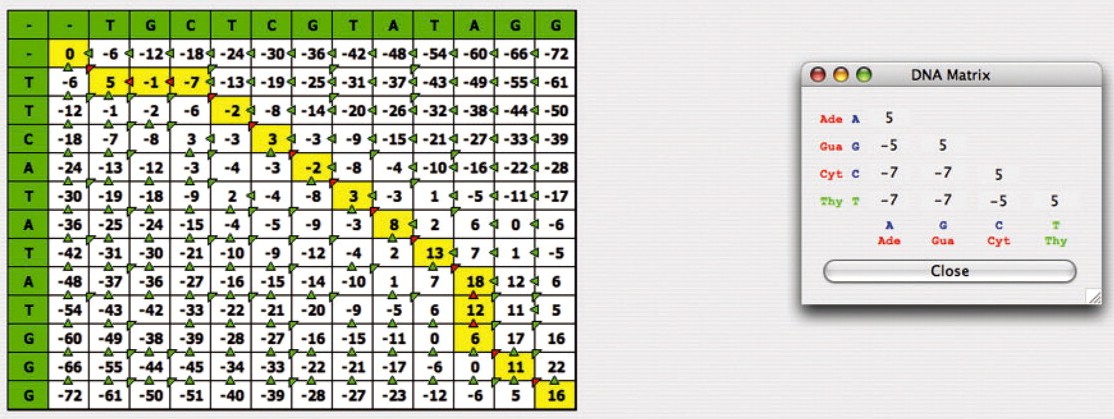 - - T G C T C G T A T A G G
- 0 -6 -12 -18 -24 -30 -36 -42 -48 -54 -60 -66 -72
T -6 5 -1 -7 -13 -19 -25 -31 -37 -43 -49 -55 -61
T -12 -1 -2 -6 -2 -8 -14 -20 -26 -32 -38 -44 -50
C -18 -7 -8 3 -3 3 -3 -9 -15 -21 -27 -33 -39
A -24 -13 -12 -3 -4 -3 -2 -8 -4 -10 -16 -22 -28
T -30 -19 -18 -9 2 -4 -8 3 -3 1 -5 -11 -17
A -36 -25 -24 -15 -4 -5 -9 -3 8 2 6 0 -6
T -42 -31 -30 -21 -10 -9 -12 -4 2 13 7 1 -5
A -48 -37 -36 -27 -16 -15 -14 -10 1 7 18 12 6
T -54 -43 -42 -33 -22 -21 -20 -9 -5 6 12 11 5
G -60 -49 -38 -39 -28 -27 -16 -15 -11 0 6 17 16
G -66 -55 -44 -45 -34 -33 -22 -21 -17 -6 0 11 22
G -72 -61 -50 -51 -40 -39 -28 -27 -23 -12 -6 5 16
DNA Matrix
Ade A 5
Gua G -5 5
Cyt C -7 -7 5
Thy T -7 -7 -5 5
A G C T
Ade Gua Cyt Thy
Close